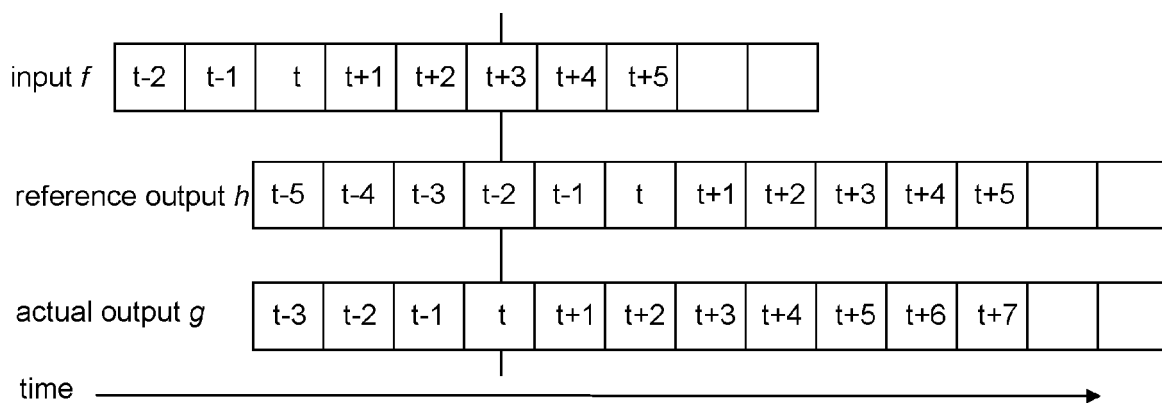 input f t-2 t-1 t t+1 t+2 t+3 t+4 t+5
reference output h t-5 t-4 t-3 t-2 t-1 t t+1 t+2 t+3 t+4 t+5
actual output g t-3 t-2 t-1 t t+1 t+2 t+3 t+4 t+5 t+6 t+7
time